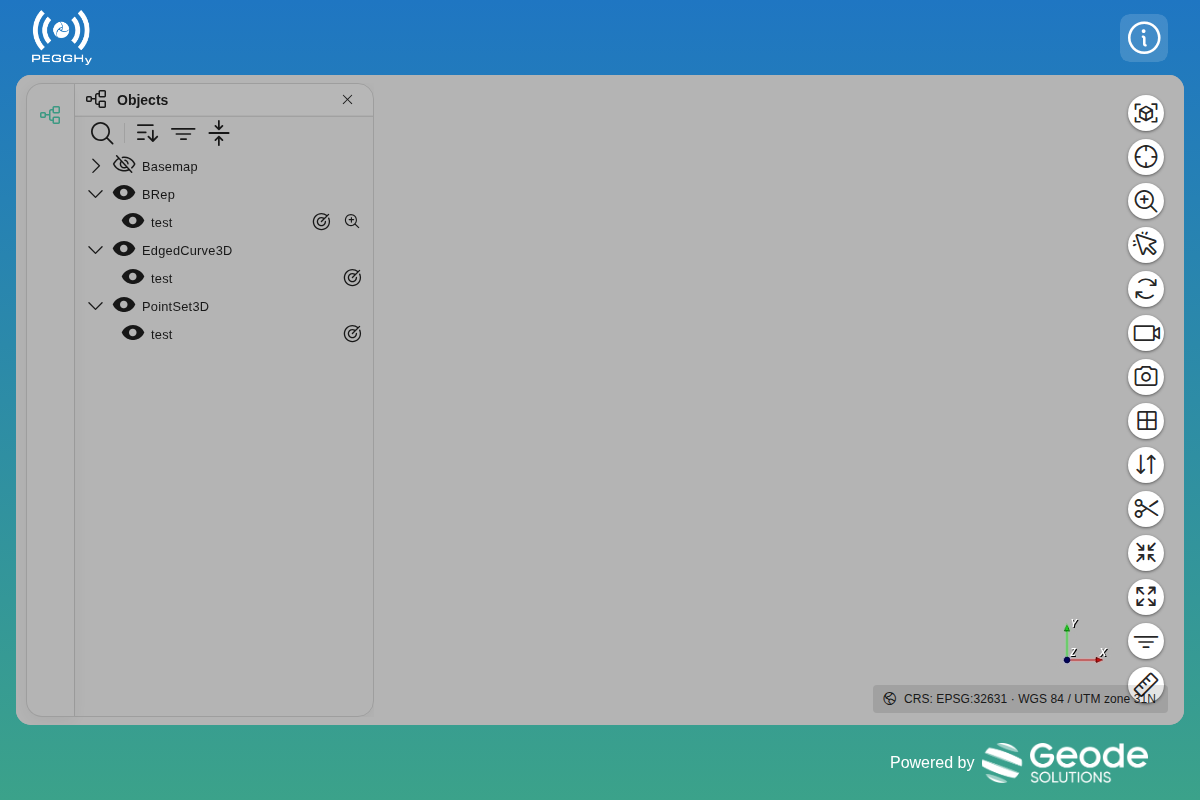 PEGGHy
Objects
Basemap
BRep
test
EdgedCurve3D
test
PointSet3D
test
Y
Z
X
CRS: EPSG:32631 · WGS 84 / UTM zone 31N
Powered by
Geode
SOLUTIONS